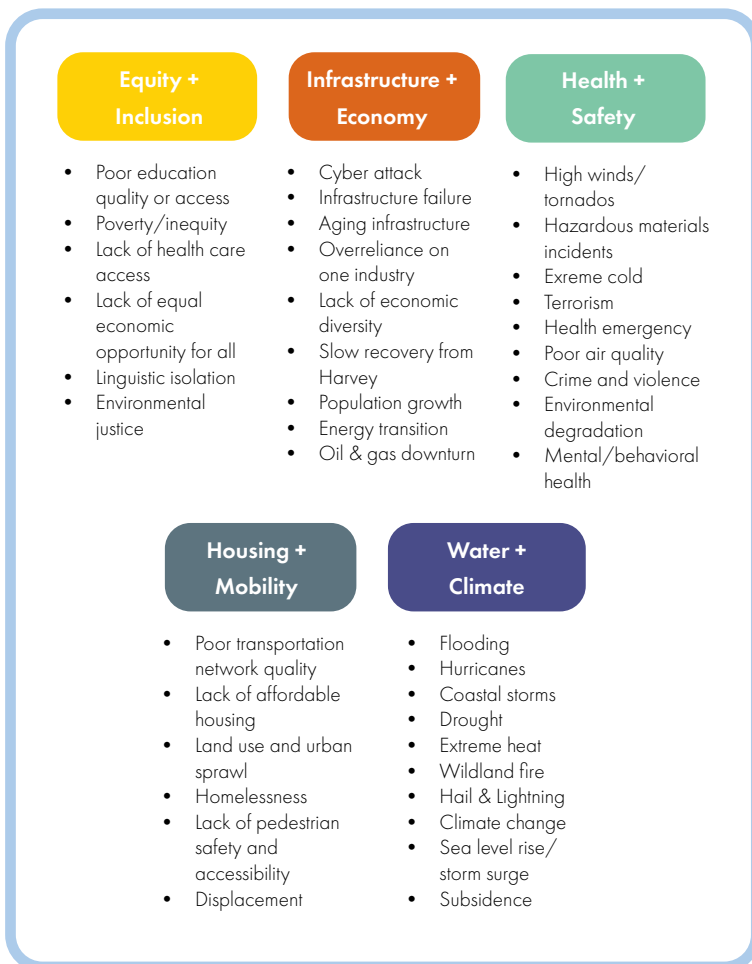 Equity +
Inclusion
• Poor education
quality or access
• Poverty/inequity
• Lack of health care
access
• Lack of equal
economic
opportunity for all
• Linguistic isolation
• Environmental
justice
Infrastructure +
Economy
• Cyber attack
• Infrastructure failure
• Aging infrastructure
• Overreliance on
one industry
• Lack of economic
diversity
• Slow recovery from
Harvey
• Population growth
• Energy transition
• Oil & gas downturn
Health +
Safety
• High winds/
tornados
• Hazardous materials
incidents
• Exreme cold
• Terrorism
• Health emergency
• Poor air quality
• Crime and violence
• Environmental
degradation
• Mental/behavioral
health
Housing +
Mobility
• Poor transportation
network quality
• Lack of affordable
housing
• Land use and urban
sprawl
• Homelessness
• Lack of pedestrian
safety and
accessibility
• Displacement
Water +
Climate
• Flooding
• Hurricanes
• Coastal storms
• Drought
• Extreme heat
• Wildland fire
• Hail & Lightning
• Climate change
• Sea level rise/
storm surge
• Subsidence